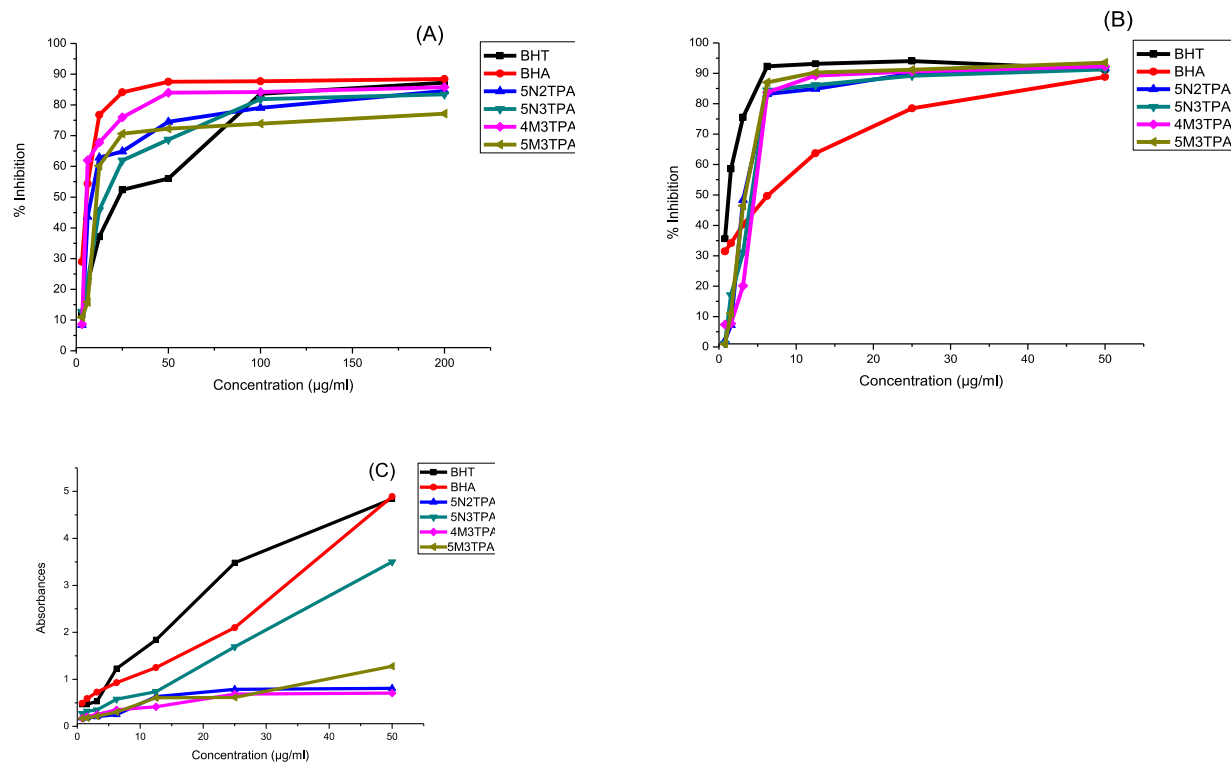 (A)
BHT
BHA
5N2TPA
5N3TPA
4M3TPA
5M3TPA
% Inhibition
100
90
80
70
60
50
40
30
20
10
0
0
50
100
150
200
Concentration (µg/ml)
(B)
BHT
BHA
5N2TPA
5N3TPA
4M3TPA
5M3TPA
% Inhibition
100
90
80
70
60
50
40
30
20
10
0
0
10
20
30
40
50
Concentration (µg/ml)
(C)
BHT
BHA
5N2TPA
5N3TPA
4M3TPA
5M3TPA
Absorbances
5
4
3
2
1
0
0
10
20
30
40
50
Concentration (µg/ml)